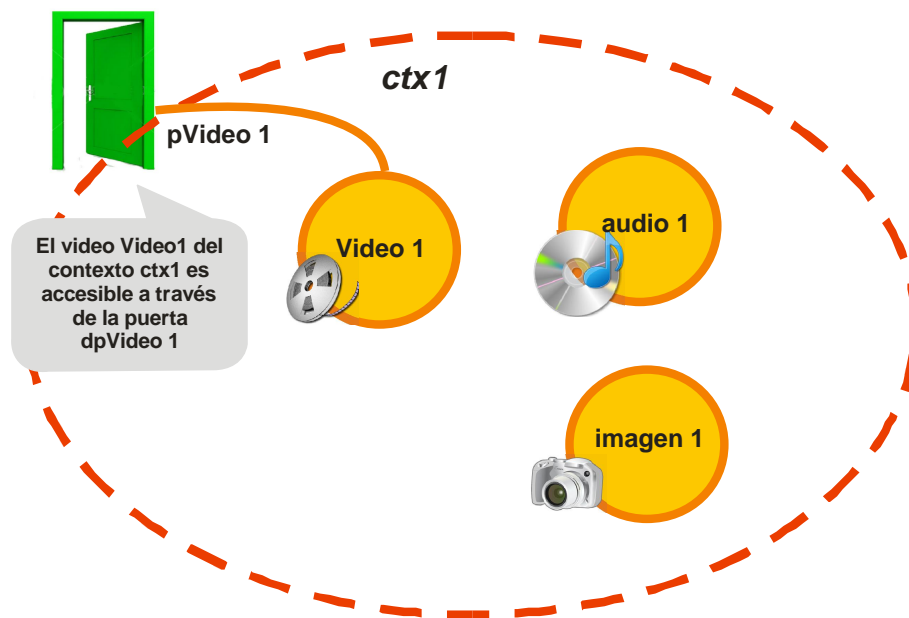 ctx1
pVideo 1
El video Video1 del
contexto ctx1 es
accesible a través
de la puerta
dpVideo 1
Video 1
audio 1
imagen 1